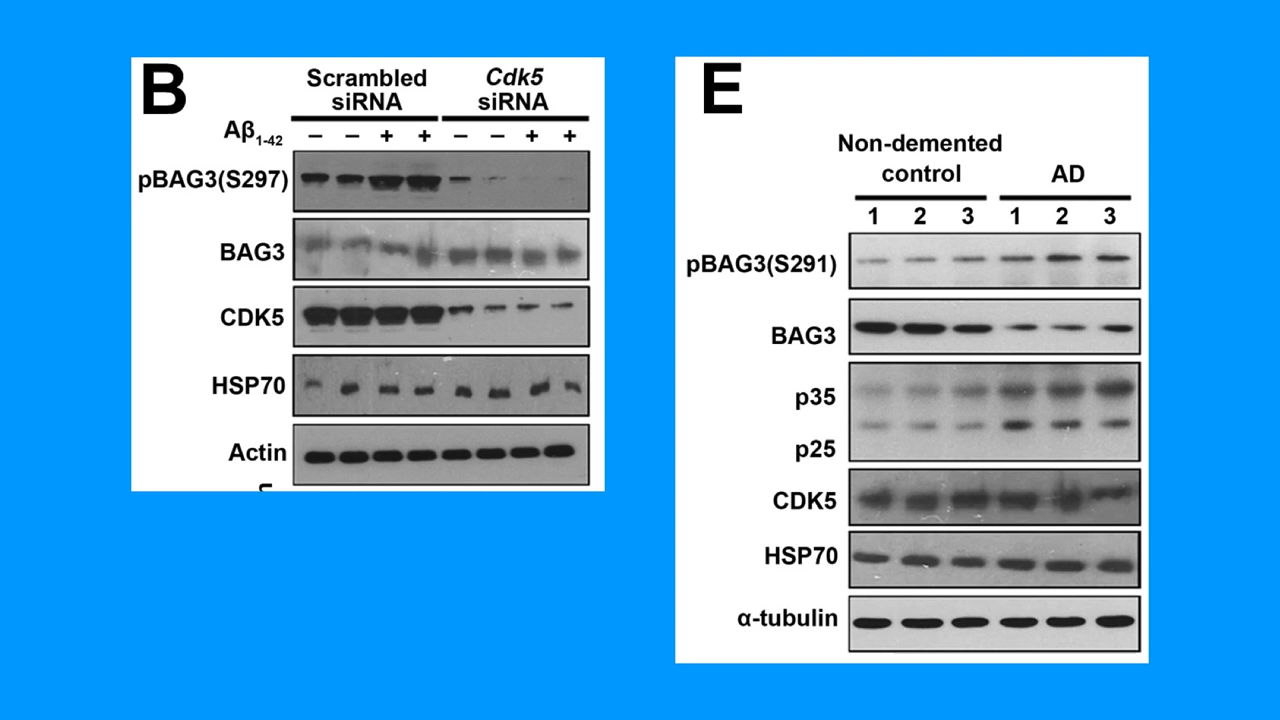 B
Scrambled siRNA
Cdk5 siRNA
Aβ1-42 – – + + – – + +
pBAG3(S297)
BAG3
CDK5
HSP70
Actin
E
Non-demented control
AD
1 2 3 1 2 3
pBAG3(S291)
BAG3
p35
p25
CDK5
HSP70
α-tubulin